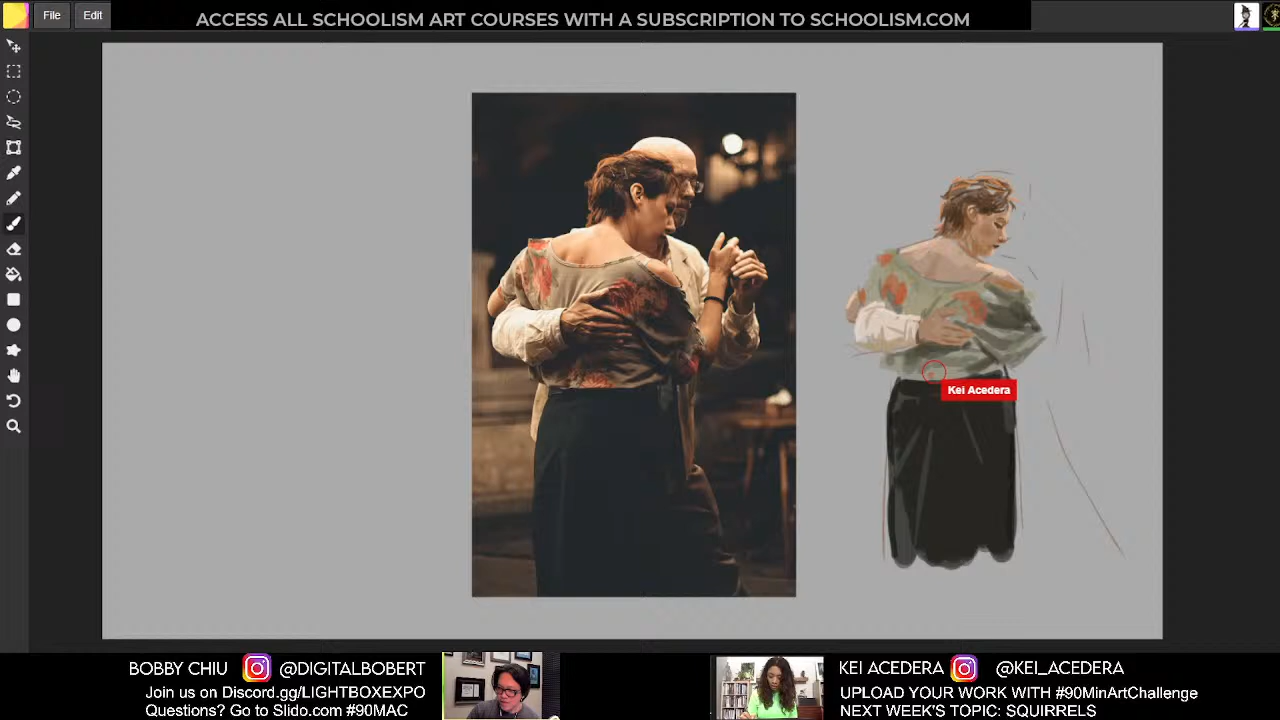 ACCESS ALL SCHOOLISM ART COURSES WITH A SUBSCRIPTION TO SCHOOLISM.COM
File Edit
Kei Acedera
BOBBY CHIU @DIGITALBOBERT
Join us on Discord.gg/LIGHTBOXEXPO
Questions? Go to Slido.com #90MAC
KEI ACEDERA @KEI_ACEDERA
UPLOAD YOUR WORK WITH #90MinArtChallenge
NEXT WEEK'S TOPIC: SQUIRRELS